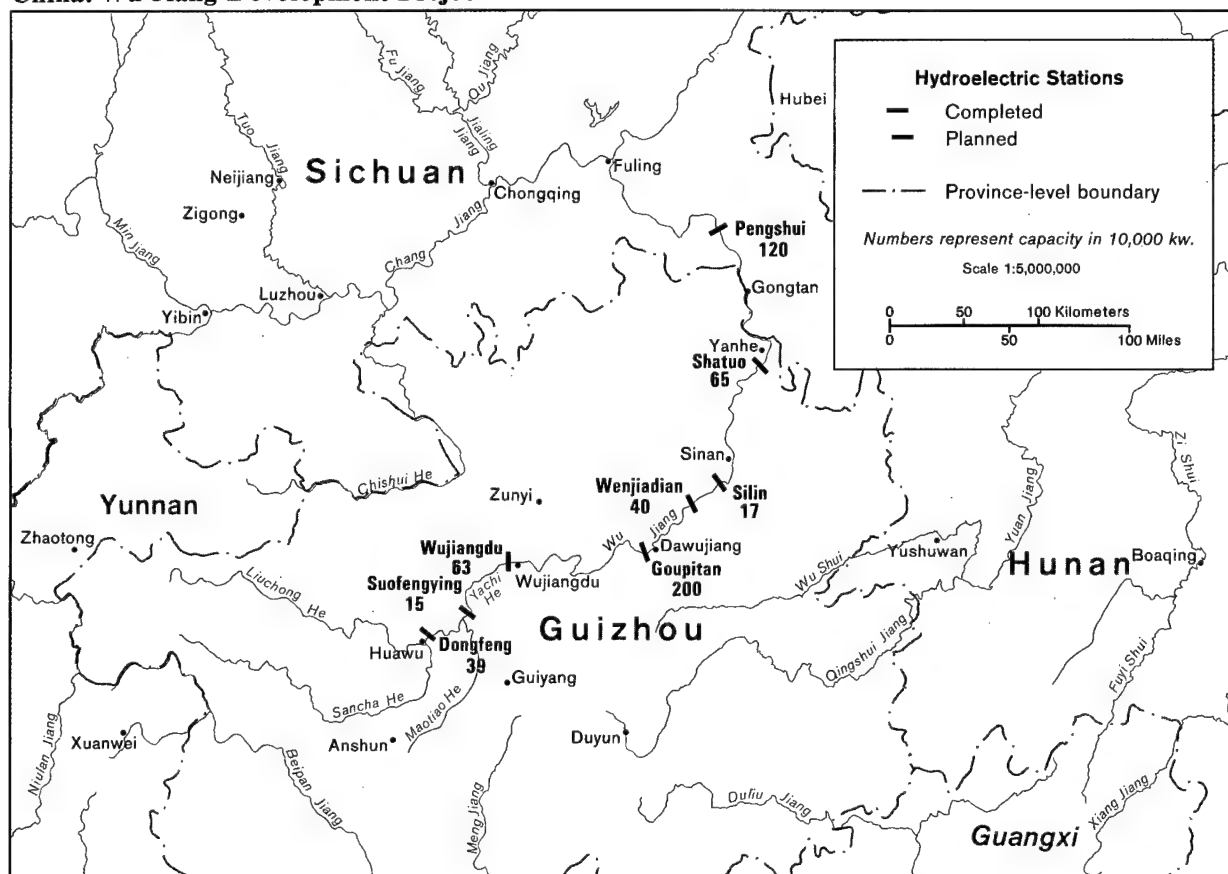 Hydroelectric Stations
Completed
Planned
Province-level boundary
Numbers represent capacity in 10,000 kw.
Scale 1:5,000,000
0 50 100 Kilometers
0 50 100 Miles
Fu Jiang
Qu Jiang
Jialing
Jiang
Tuo Jiang
Hubei
Sichuan
Neijiang
Zigong
Chongqing
Fuling
Min Jiang
Chang Jiang
Pengshui
120
Luzhou
Yibin
Gongtan
Yanhe
Shatuo
65
Sinan
Chishui He
Yunnan
Zunyi
Wenjiadian
40
Silin
17
Zhaotong
Wu Jiang
Dawujiang
Goupitan
200
Wu Shui
Yushuwan
Yuan Jiang
Zi Shui
Hunan
Boaqing
Wujiangdu
63
Wujiangdu
Suofengying
15
Yachi
He
Liuchong He
Guizhou
Huawu
Dongfeng
39
Guiyang
Qingshui Jiang
Fuyi Shui
Sancha He
Maotiao He
Xuanwei
Anshun
Duyun
Niulan Jiang
Beipan Jiang
Meng Jiang
Duliu Jiang
Xiang Jiang
Guangxi